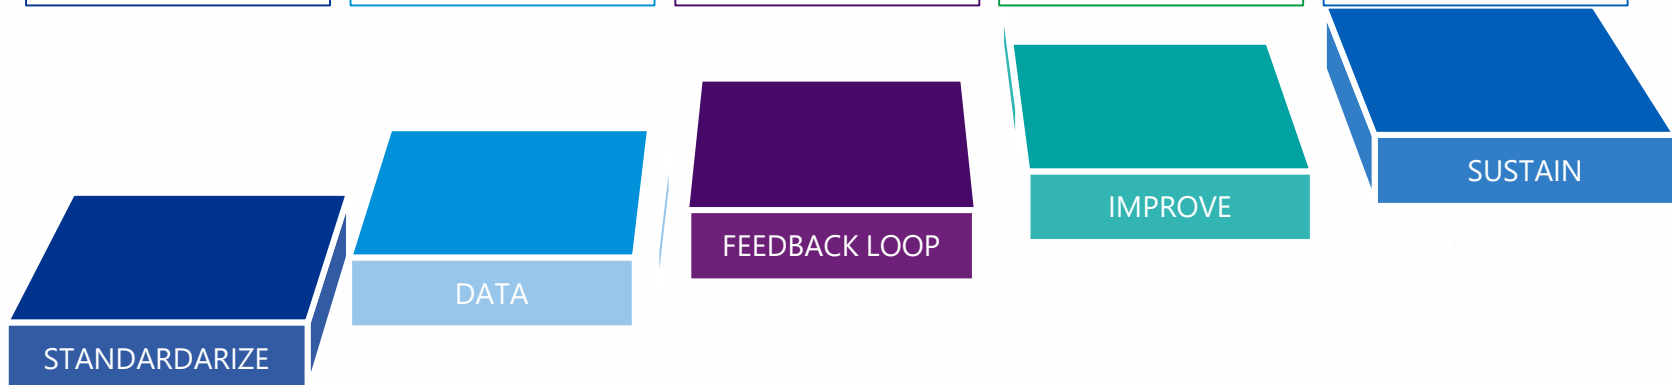 STANDARDARIZE
DATA
FEEDBACK LOOP
IMPROVE
SUSTAIN